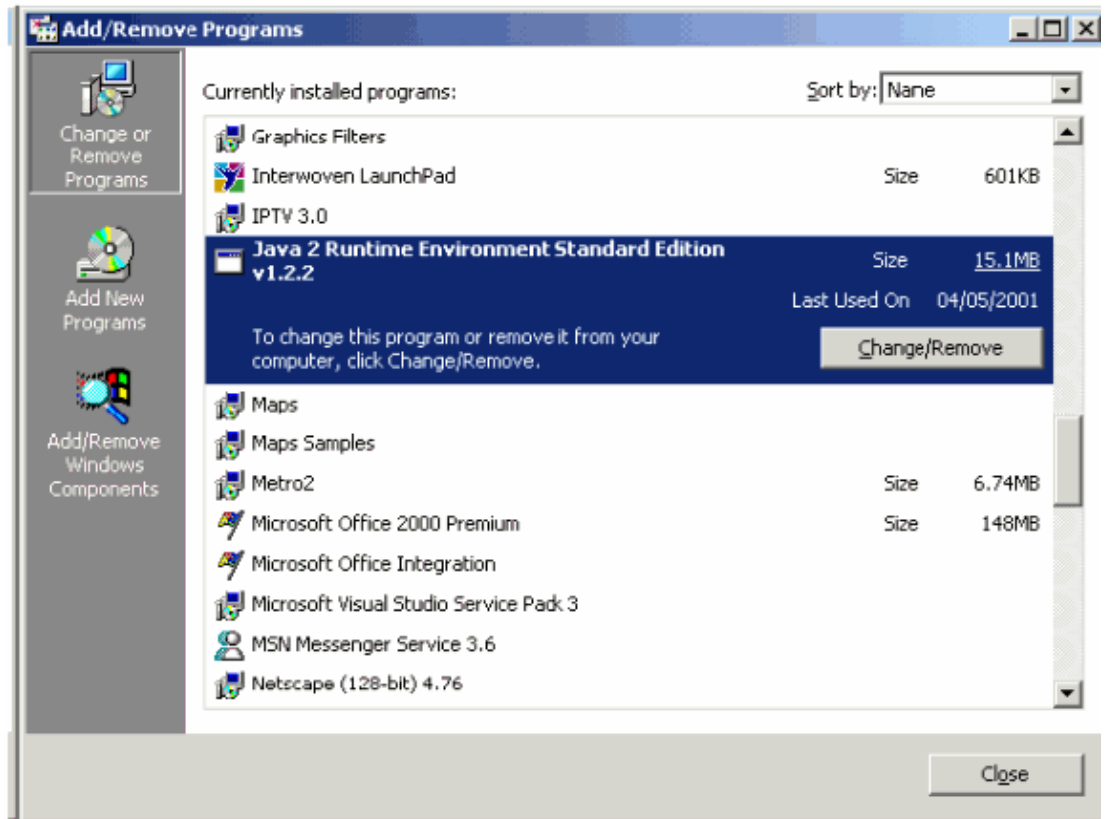 Add/Remove Programs
Change or
Remove
Programs
Add New
Programs
Add/Remove
Windows
Components
Currently installed programs:
Sort by: Name
Graphics Filters
Interwoven LaunchPad Size 601KB
IPTV 3.0
Java 2 Runtime Environment Standard Edition
v1.2.2
Size 15.1MB
Last Used On 04/05/2001
To change this program or remove it from your
computer, click Change/Remove.
Change/Remove
Maps
Maps Samples
Metro2 Size 6.74MB
Microsoft Office 2000 Premium Size 148MB
Microsoft Office Integration
Microsoft Visual Studio Service Pack 3
MSN Messenger Service 3.6
Netscape (128-bit) 4.76
Close